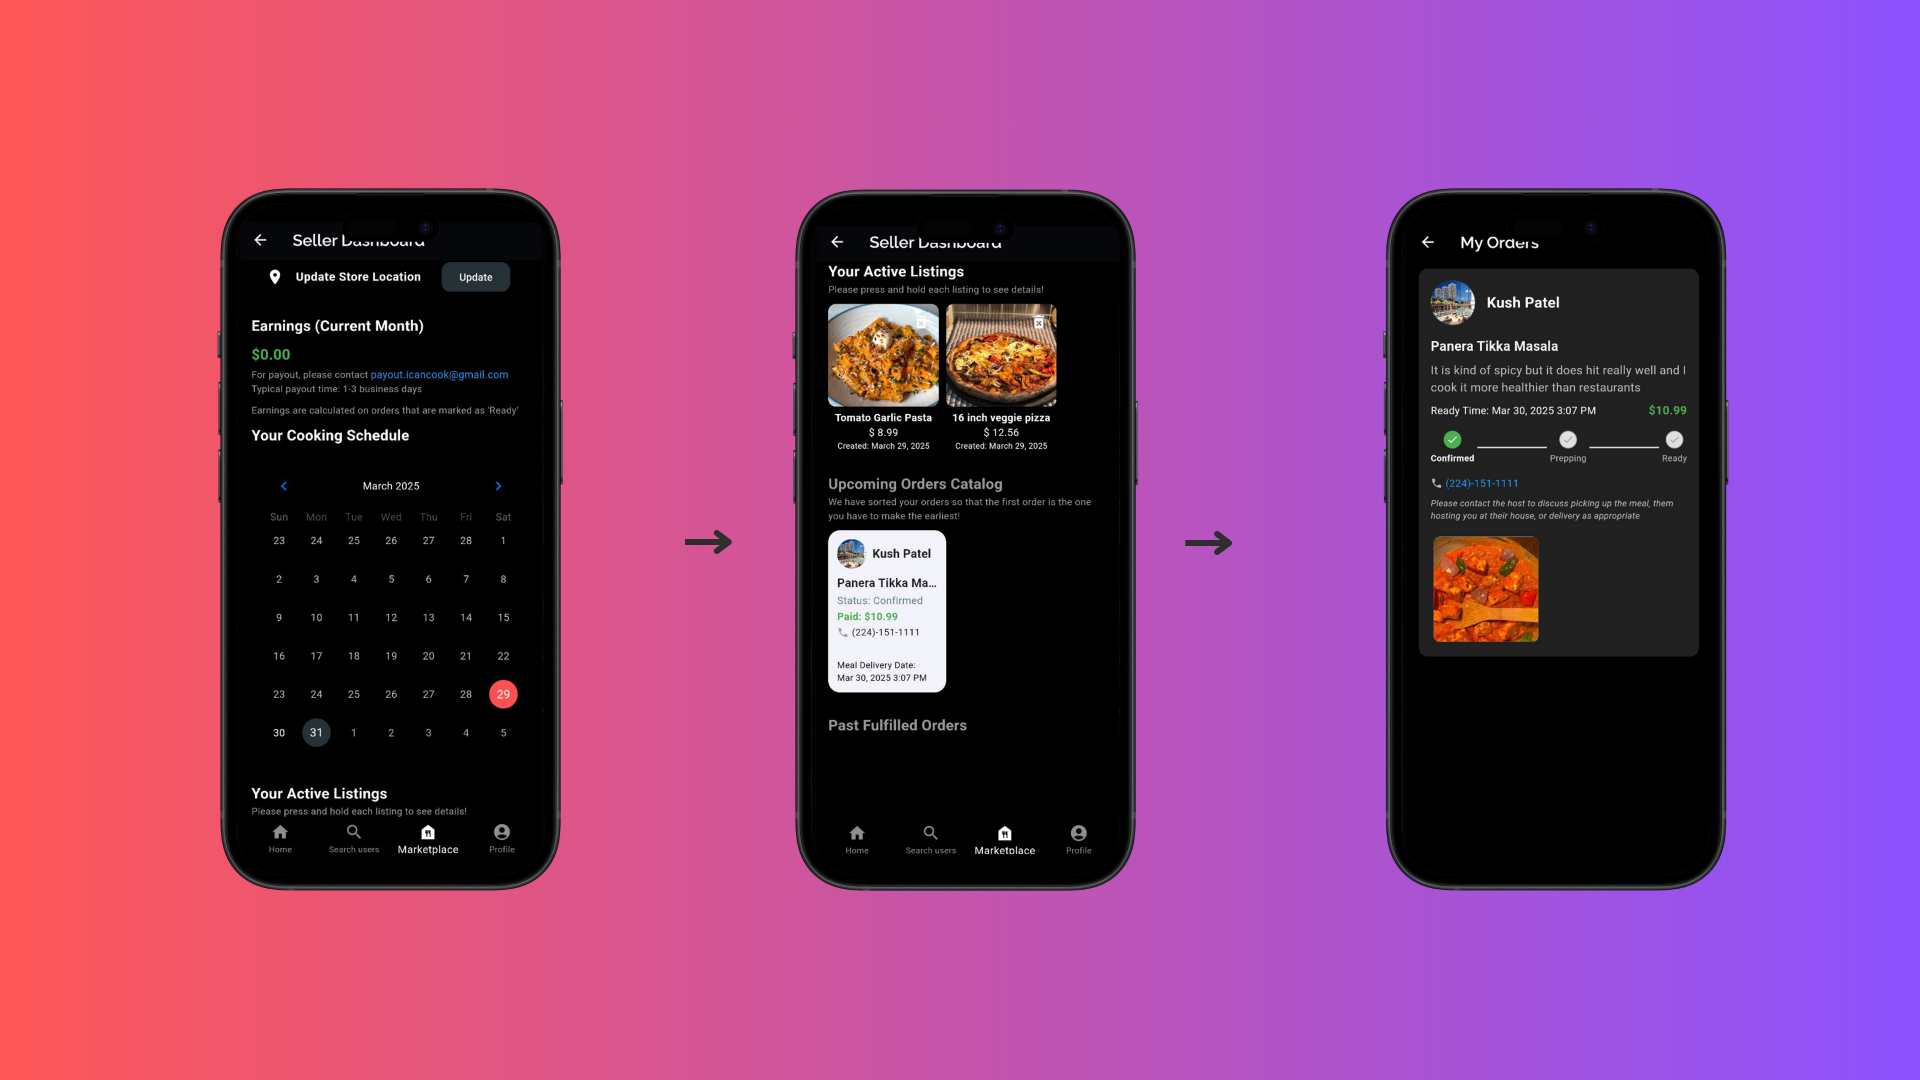 Seller Dashboard
Update Store Location
Update
Earnings (Current Month)
$0.00
For payout, please contact payout.icancook@gmail.com
Typical payout time: 1-3 business days
Earnings are calculated on orders that are marked as 'Ready'
Your Cooking Schedule
March 2025
Sun Mon Tue Wed Thu Fri Sat
23 24 25 26 27 28 1
2 3 4 5 6 7 8
9 10 11 12 13 14 15
16 17 18 19 20 21 22
23 24 25 26 27 28 29
30 31 1 2 3 4 5
Your Active Listings
Please press and hold each listing to see details!
Home Search users Marketplace Profile
Seller Dashboard
Your Active Listings
Please press and hold each listing to see details!
Tomato Garlic Pasta
$ 8.99
Created: March 29, 2025
16 inch veggie pizza
$ 12.56
Created: March 29, 2025
Upcoming Orders Catalog
We have sorted your orders so that the first order is the one
you have to make the earliest!
Kush Patel
Panera Tikka Ma...
Status: Confirmed
Paid: $10.99
(224)-151-1111
Meal Delivery Date:
Mar 30, 2025 3:07 PM
Past Fulfilled Orders
Home Search users Marketplace Profile
My Orders
Kush Patel
Panera Tikka Masala
It is kind of spicy but it does hit really well and I
cook it more healthier than restaurants
Ready Time: Mar 30, 2025 3:07 PM $10.99
Confirmed Prepping Ready
(224)-151-1111
Please contact the host to discuss picking up the meal, them
hosting you at their house, or delivery as appropriate